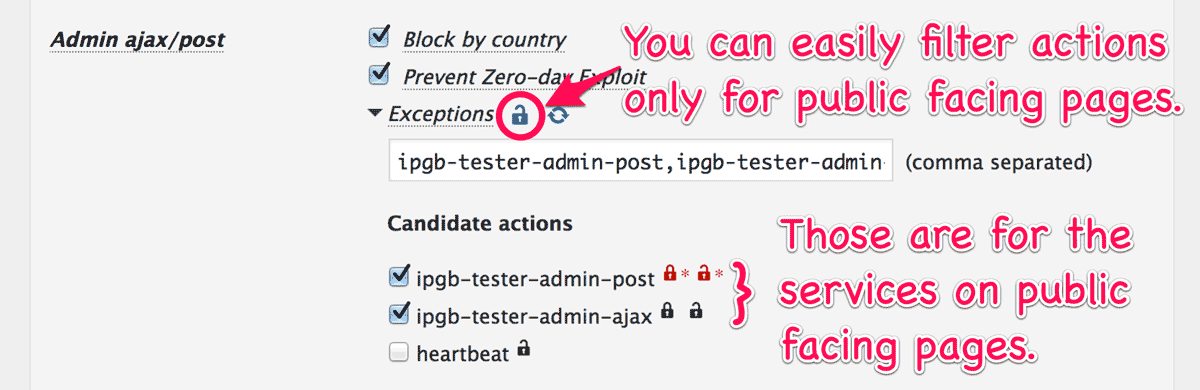 Admin ajax/post
Block by country
Prevent Zero-day Exploit
Exceptions
You can easily filter actions
only for public facing pages.
ipgb-tester-admin-post,ipgb-tester-admin-
(comma separated)
Candidate actions
ipgb-tester-admin-post * *
ipgb-tester-admin-ajax
heartbeat
Those are for the
services on public
facing pages.